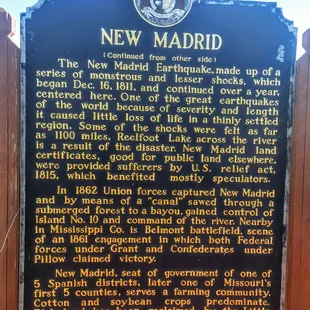 NEW MADRID
(Continued from other side)
The New Madrid Earthquake, made up of a
series of monstrous and lesser shocks, which
began Dec. 16, 1811, and continued over a year,
centered here. One of the great earthquakes
of the world because of severity and length
it caused little loss of life in a thinly settled
region. Some of the shocks were felt as far
as 1100 miles. Reelfoot Lake across the river
is a result of the disaster. New Madrid land
certificates, good for public land elsewhere,
were provided sufferers by U.S. relief act,
1815, which benefited mostly speculators.
In 1862 Union forces captured New Madrid
and by means of a "canal" sawed through a
submerged forest to a bayou, gained control of
Island No. 10 and command of the river. Nearby
in Mississippi Co. is Belmont battlefield, scene
of an 1861 engagement in which both Federal
forces under Grant and Confederates under
Pillow claimed victory.
New Madrid, seat of government of one of
5 Spanish districts, later one of Missouri's
first 5 counties, serves a farming community.
Cotton and soybean crops predominate.